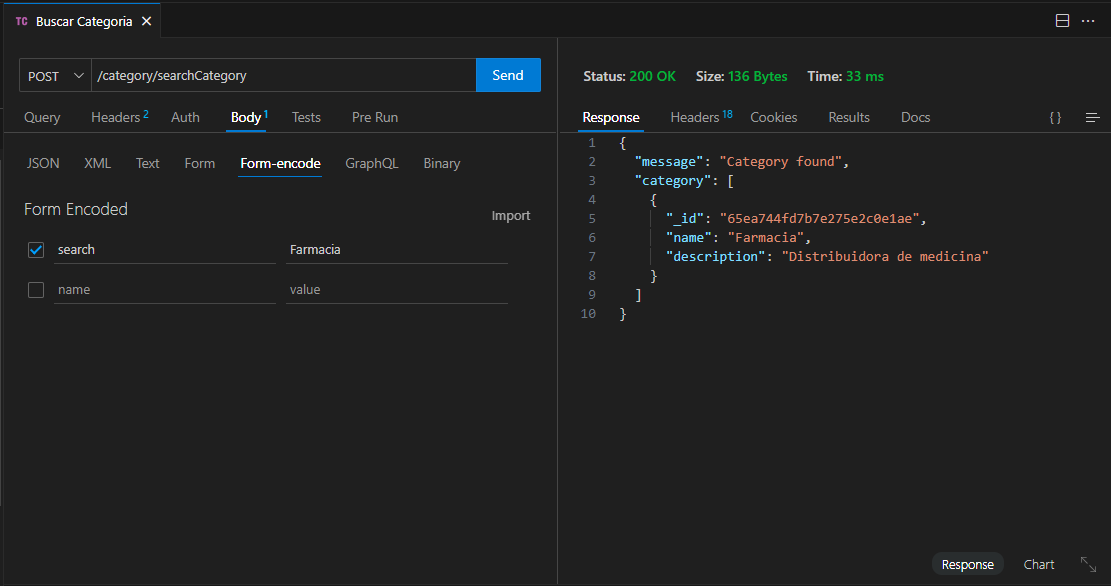 TC Buscar Categoria
POST /category/searchCategory Send
Query Headers 2 Auth Body 1 Tests Pre Run
JSON XML Text Form Form-encode GraphQL Binary
Form Encoded
Import
search Farmacia
name value
Status: 200 OK Size: 136 Bytes Time: 33 ms
Response Headers 18 Cookies Results Docs { }
1 {
2 "message": "Category found",
3 "category": [
4 {
5 "_id": "65ea744fd7b7e275e2c0e1ae",
6 "name": "Farmacia",
7 "description": "Distribuidora de medicina"
8 }
9 ]
10 }
Response Chart